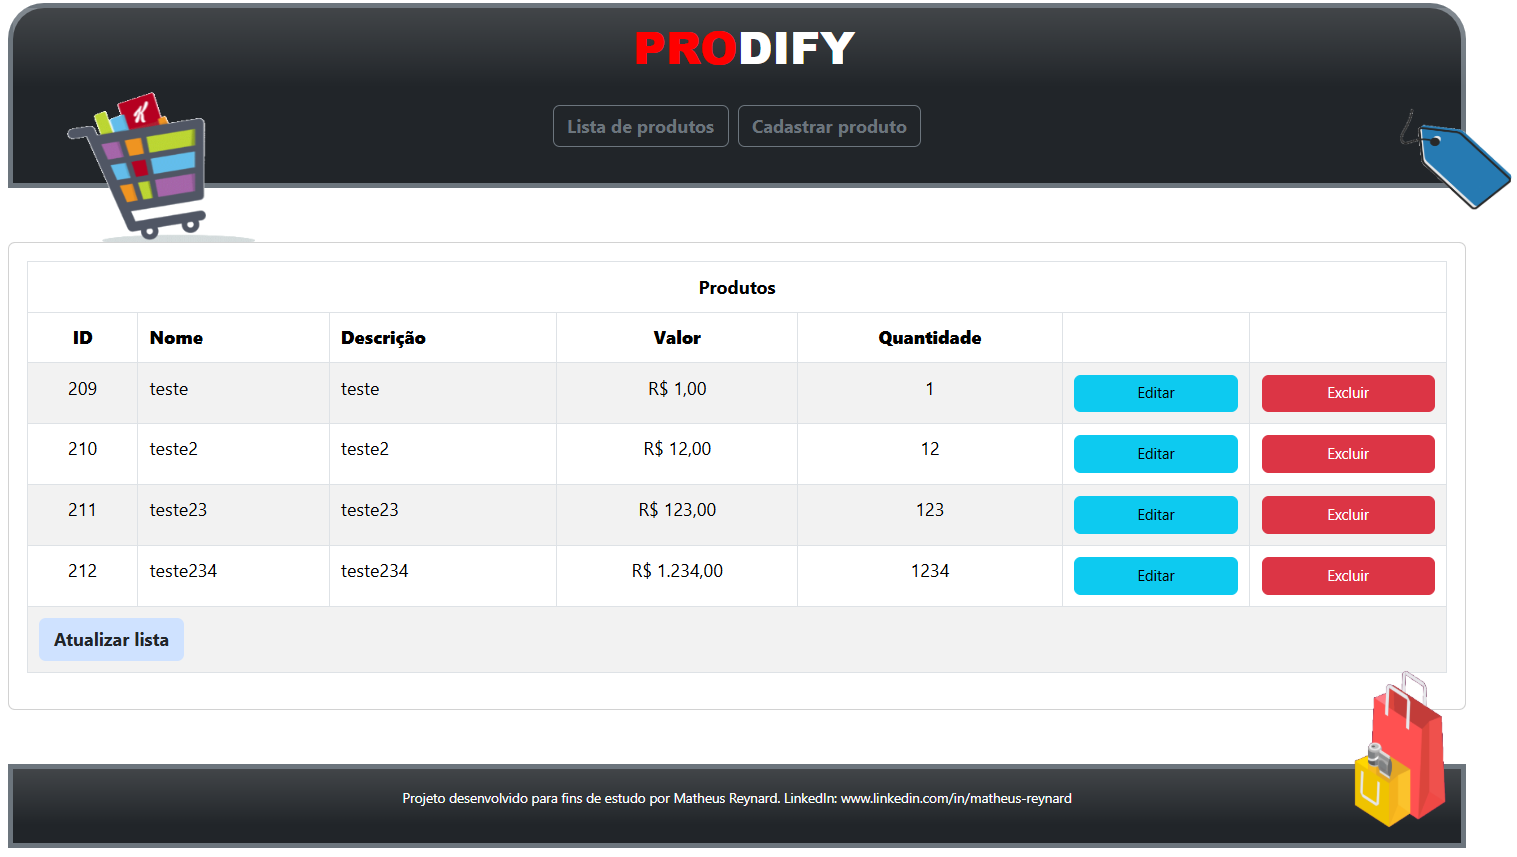 PRODIFY
Lista de produtos Cadastrar produto
Produtos
ID Nome Descrição Valor Quantidade
209 teste teste R$ 1,00 1 Editar Excluir
210 teste2 teste2 R$ 12,00 12 Editar Excluir
211 teste23 teste23 R$ 123,00 123 Editar Excluir
212 teste234 teste234 R$ 1.234,00 1234 Editar Excluir
Atualizar lista
Projeto desenvolvido para fins de estudo por Matheus Reynard. LinkedIn: www.linkedin.com/in/matheus-reynard